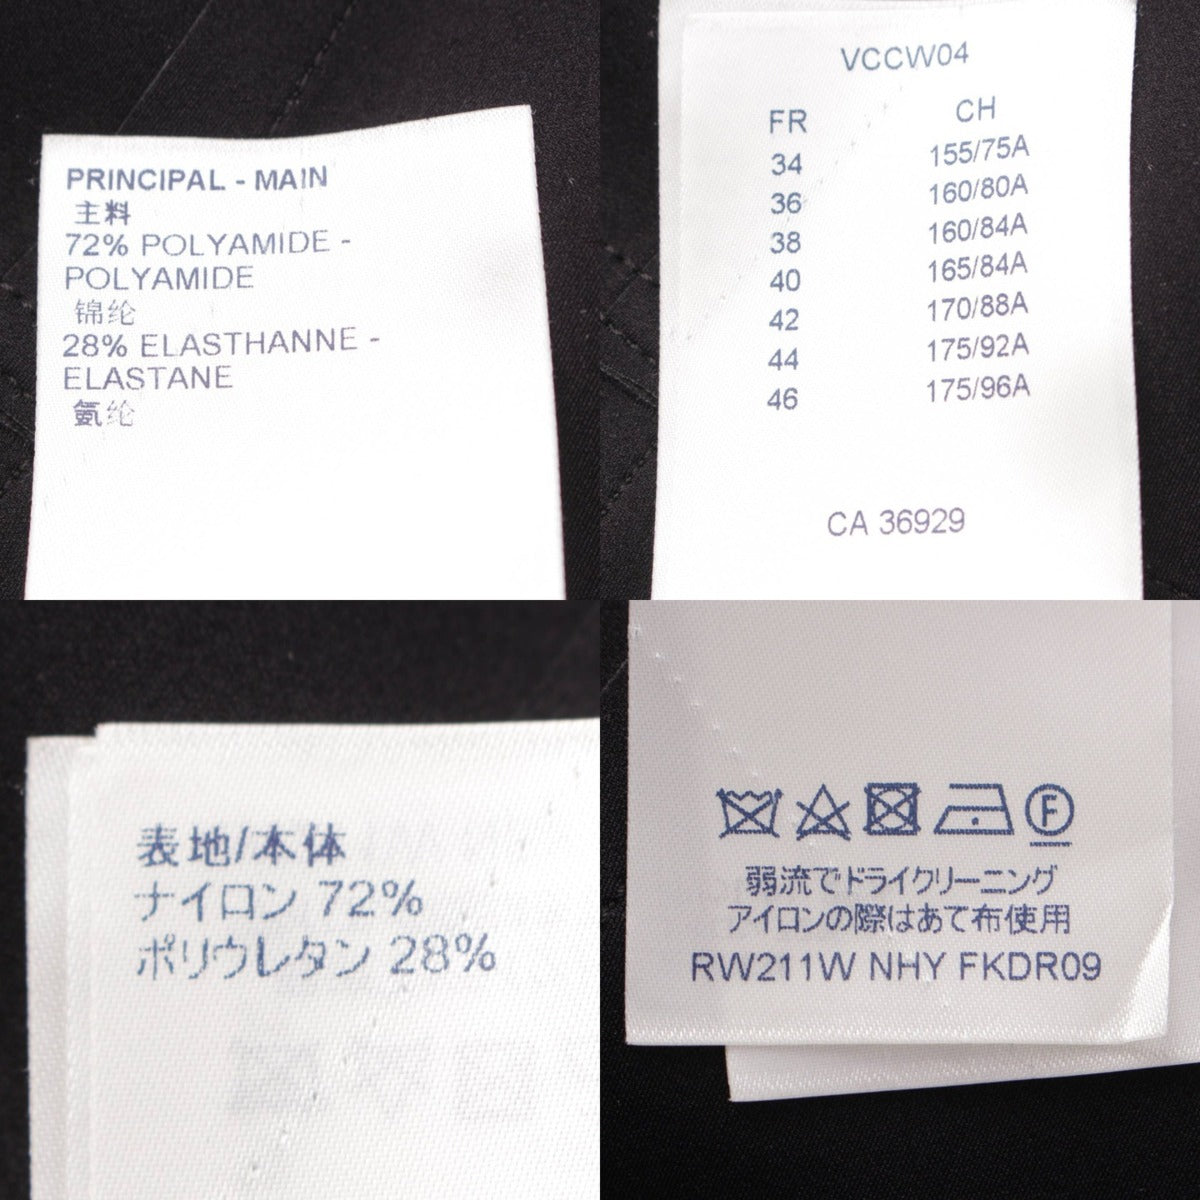 PRINCIPAL - MAIN
主料
72% POLYAMIDE -
POLYAMIDE
锦纶
28% ELASTHANNE -
ELASTANE
氨纶
VCCW04
FR CH
34 155/75A
36 160/80A
38 160/84A
40 165/84A
42 170/88A
44 175/92A
46 175/96A
CA 36929
表地/本体
ナイロン 72%
ポリウレタン 28%
F
弱流でドライクリーニング
アイロンの際はあて布使用
RW211W NHY FKDR09